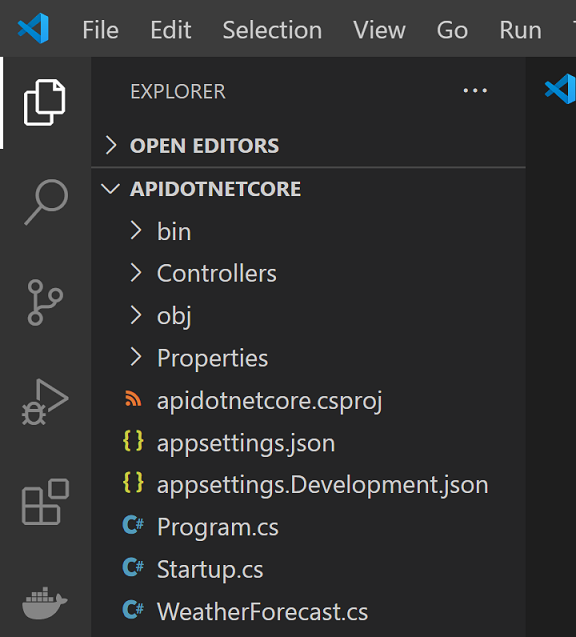 File Edit Selection View Go Run
EXPLORER ...
OPEN EDITORS
APIDOTNETCORE
bin
Controllers
obj
Properties
apidotnetcore.csproj
{} appsettings.json
{} appsettings.Development.json
C# Program.cs
C# Startup.cs
C# WeatherForecast.cs